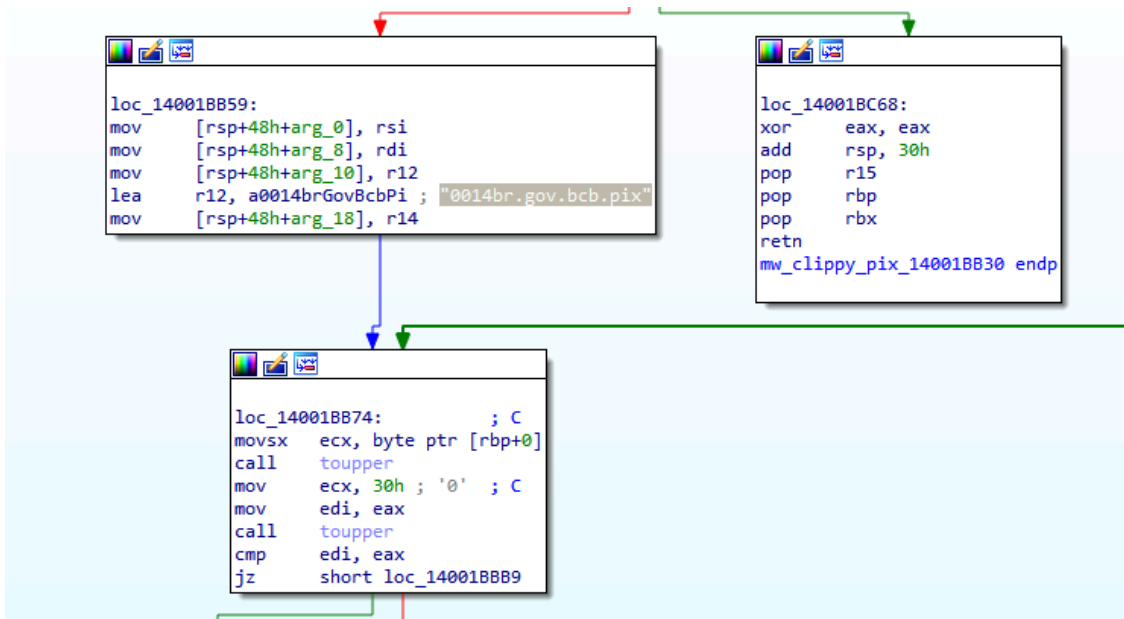 loc_14001BB59:
mov [rsp+48h+arg_0], rsi
mov [rsp+48h+arg_8], rdi
mov [rsp+48h+arg_10], r12
lea r12, a0014brGovBcbPi ; "0014br.gov.bcb.pix"
mov [rsp+48h+arg_18], r14
loc_14001BC68:
xor eax, eax
add rsp, 30h
pop r15
pop rbp
pop rbx
retn
mw_clippy_pix_14001BB30 endp
loc_14001BB74: ; C
movsx ecx, byte ptr [rbp+0]
call toupper
mov ecx, 30h ; '0' ; C
mov edi, eax
call toupper
cmp edi, eax
jz short loc_14001BBB9